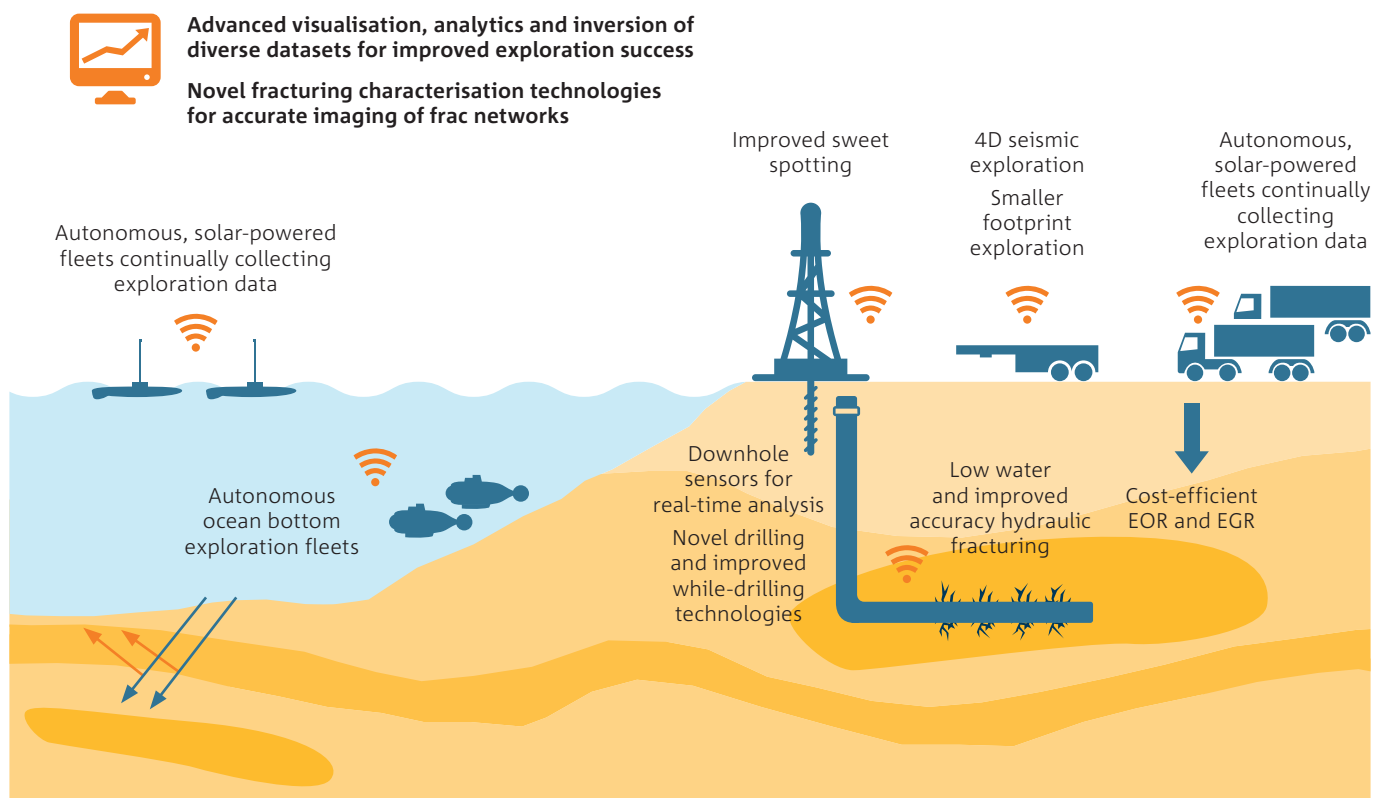 Advanced visualisation, analytics and inversion of
diverse datasets for improved exploration success
Novel fracturing characterisation technologies
for accurate imaging of frac networks
Autonomous, solar-powered
fleets continually collecting
exploration data
Improved sweet
spotting
4D seismic
exploration
Smaller
footprint
exploration
Autonomous,
solar-powered
fleets continually
collecting
exploration data
Autonomous
ocean bottom
exploration fleets
Downhole
sensors for
real-time analysis
Novel drilling
and improved
while-drilling
technologies
Low water
and improved
accuracy hydraulic
fracturing
Cost-efficient
EOR and EGR